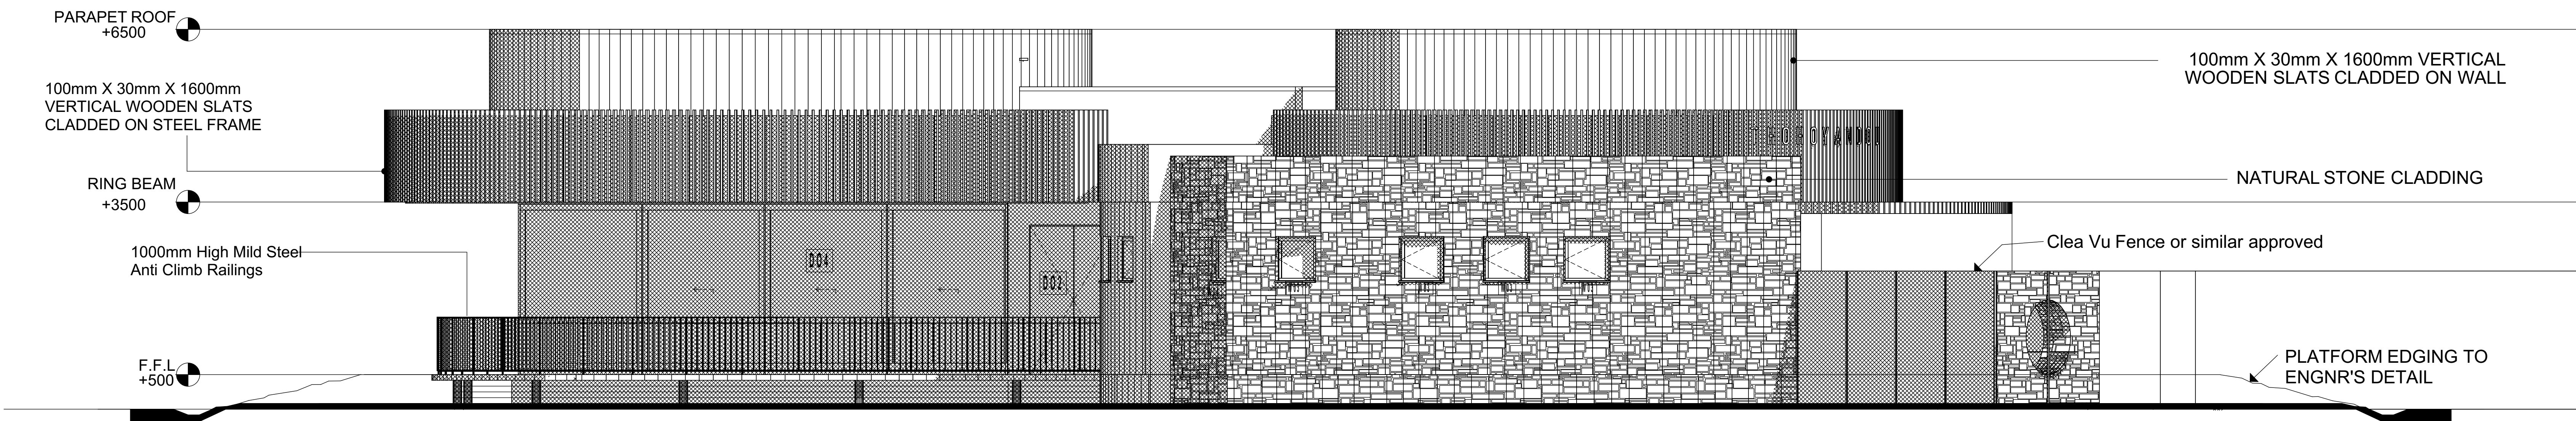 PARAPET ROOF
+6500
100mm X 30mm X 1600mm
VERTICAL WOODEN SLATS
CLADDED ON STEEL FRAME
RING BEAM
+3500
1000mm High Mild Steel
Anti Climb Railings
F.F.L
+500
D04
D02
THOHOYANDOU
100mm X 30mm X 1600mm VERTICAL
WOODEN SLATS CLADDED ON WALL
NATURAL STONE CLADDING
Clea Vu Fence or similar approved
PLATFORM EDGING TO
ENGNR'S DETAIL